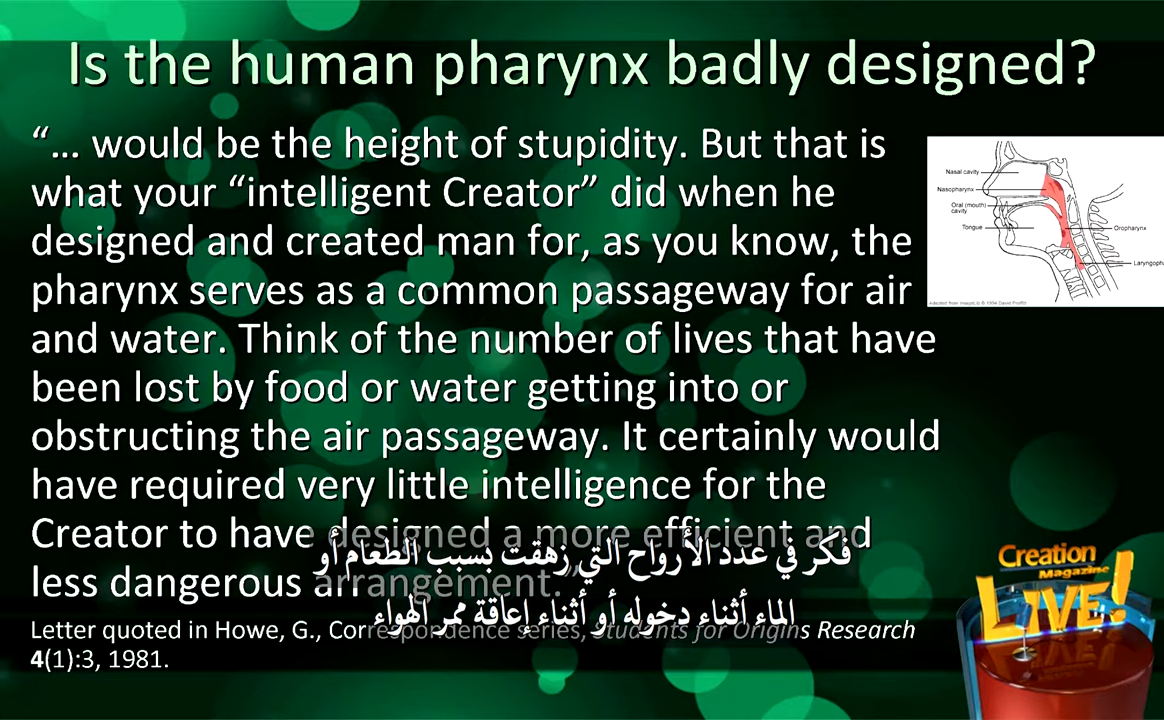 Is the human pharynx badly designed?
“… would be the height of stupidity. But that is
what your “intelligent Creator” did when he
designed and created man for, as you know, the
pharynx serves as a common passageway for air
and water. Think of the number of lives that have
been lost by food or water getting into or
obstructing the air passageway. It certainly would
have required very little intelligence for the
Creator to have designed a more efficient and
less dangerous arrangement.”
Letter quoted in Howe, G., Correspondence series, Students for Origins Research
4(1):3, 1981.
Nasal cavity
Nasopharynx
Oral (mouth)
cavity
Tongue
Oropharynx
Laryngopha
فكر في عدد الأرواح التي زهقت بسبب الطعام أو
الماء أثناء دخوله أو أثناء إعاقة ممر الهواء
Creation
Magazine
LIVE!